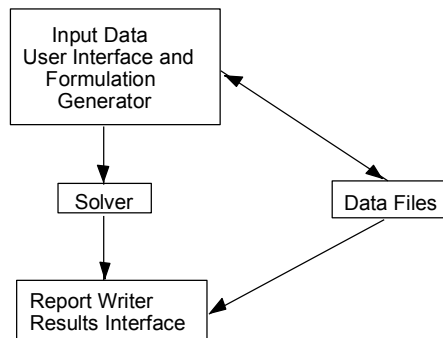 Input Data
User Interface and
Formulation
Generator
Solver
Data Files
Report Writer
Results Interface